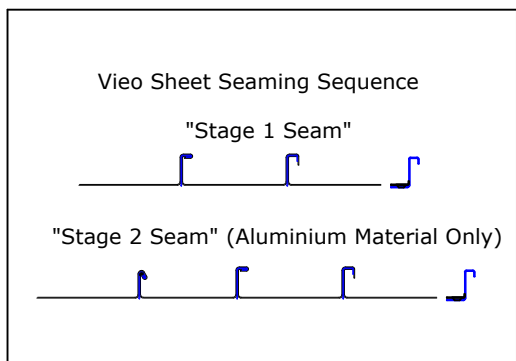 Vieo Sheet Seaming Sequence
"Stage 1 Seam"
"Stage 2 Seam" (Aluminium Material Only)